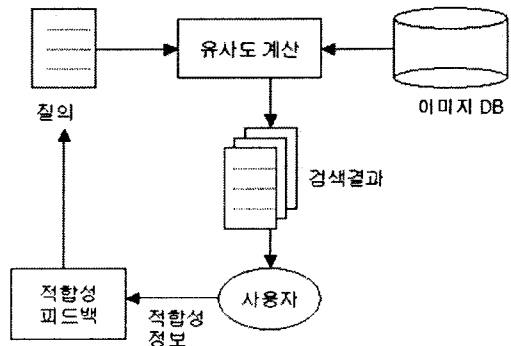 유사도 계산
질의
이미지 DB
검색결과
사용자
적합성
정보
적합성
피드백